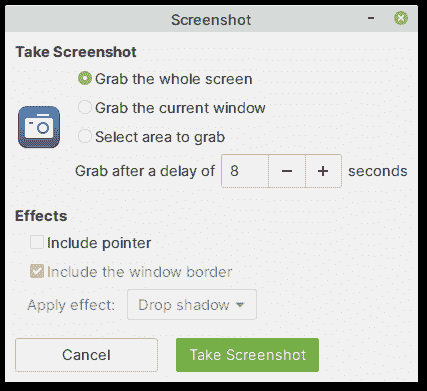 Screenshot
Take Screenshot
Grab the whole screen
Grab the current window
Select area to grab
Grab after a delay of 8 − + seconds
Effects
Include pointer
Include the window border
Apply effect: Drop shadow
Cancel Take Screenshot